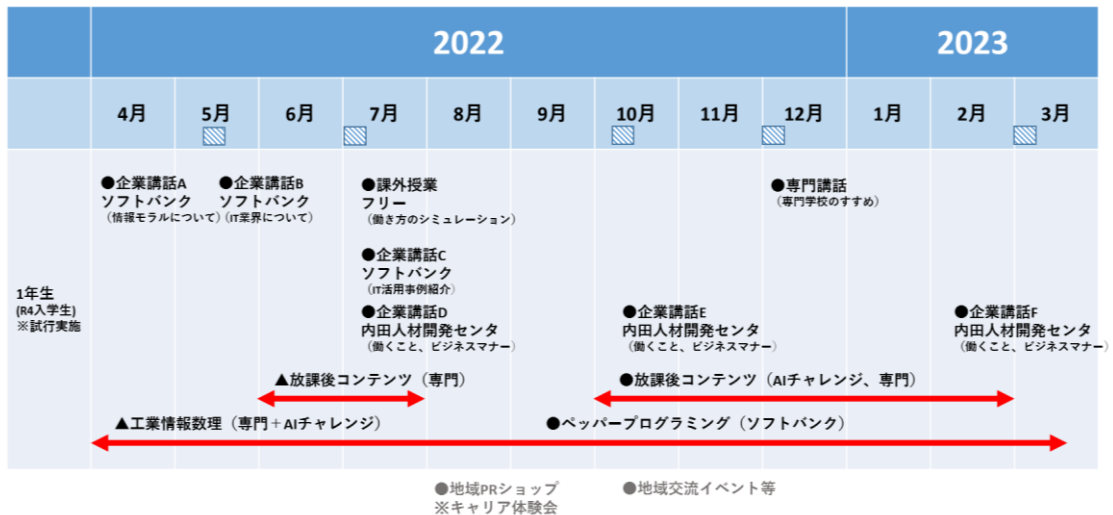 2022
2023
4月
5月
6月
7月
8月
9月
10月
11月
12月
1月
2月
3月
1年生
(R4入学生)
※試行実施
●企業講話A
ソフトバンク
（情報モラルについて）
●企業講話B
ソフトバンク
（IT業界について）
●課外授業
フリー
（働き方のシミュレーション）
●専門講話
（専門学校のすすめ）
●企業講話C
ソフトバンク
（IT活用事例紹介）
●企業講話D
内田人材開発センタ
（働くこと、ビジネスマナー）
●企業講話E
内田人材開発センタ
（働くこと、ビジネスマナー）
●企業講話F
内田人材開発センタ
（働くこと、ビジネスマナー）
▲放課後コンテンツ（専門）
●放課後コンテンツ（AIチャレンジ、専門）
▲工業情報数理（専門＋AIチャレンジ）
●ペッパープログラミング（ソフトバンク）
●地域PRショップ
※キャリア体験会
●地域交流イベント等